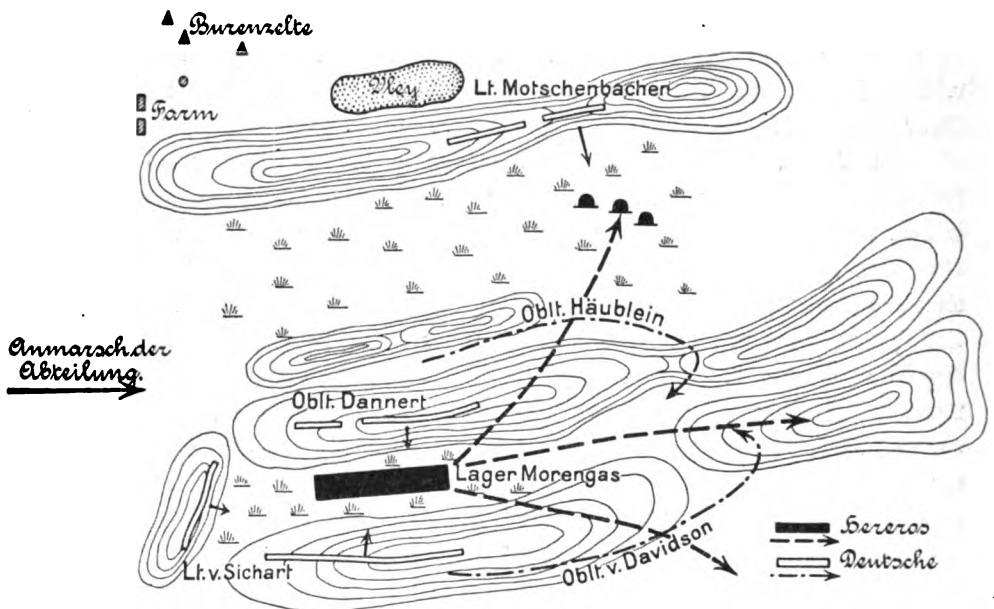 Burenzelte
Vley
Lt. Motschenbacher
Farm
Oblt. Häublein
Anmarsch der
Abteilung.
Oblt. Dannert
Lager Morengas
Lt. v. Sichart
Oblt. v. Davidson
Hereros
Deutsche